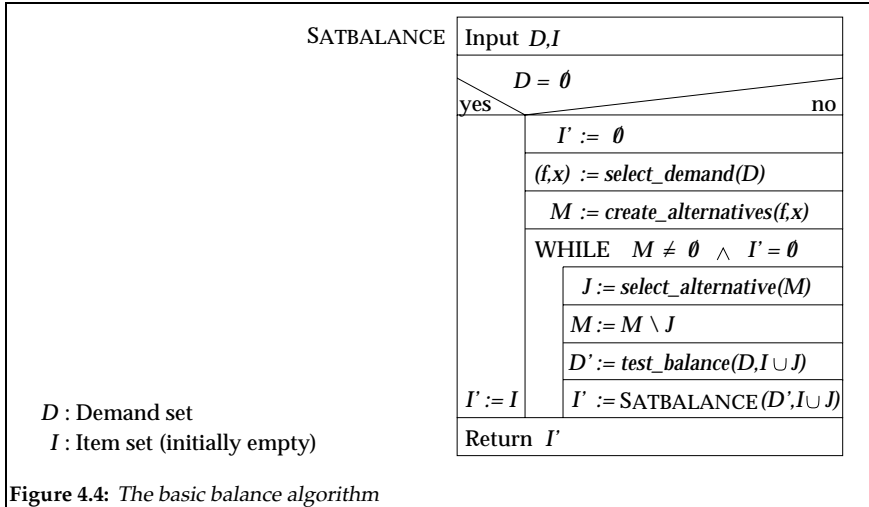 SATBALANCE
Input D,I
D = ∅
yes
no
I' := ∅
(f,x) := select_demand(D)
M := create_alternatives(f,x)
WHILE M ≠ ∅ ∧ I' = ∅
J := select_alternative(M)
M := M \ J
D' := test_balance(D,I ∪ J)
I' := I
I' := SATBALANCE(D',I∪ J)
D : Demand set
I : Item set (initially empty)
Return I'
Figure 4.4: The basic balance algorithm